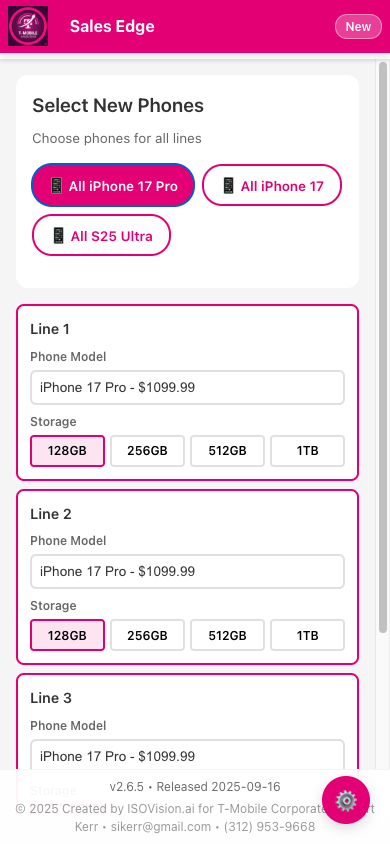 T-MOBILE
Sales Edge
New
Select New Phones
Choose phones for all lines
All iPhone 17 Pro
All iPhone 17
All S25 Ultra
Line 1
Phone Model
iPhone 17 Pro - $1099.99
Storage
128GB 256GB 512GB 1TB
Line 2
Phone Model
iPhone 17 Pro - $1099.99
Storage
128GB 256GB 512GB 1TB
Line 3
Phone Model
iPhone 17 Pro - $1099.99
Storage
v2.6.5 • Released 2025-09-16
© 2025 Created by ISOVision.ai for T-Mobile Corporate
Kerr • sikerr@gmail.com • (312) 953-9668